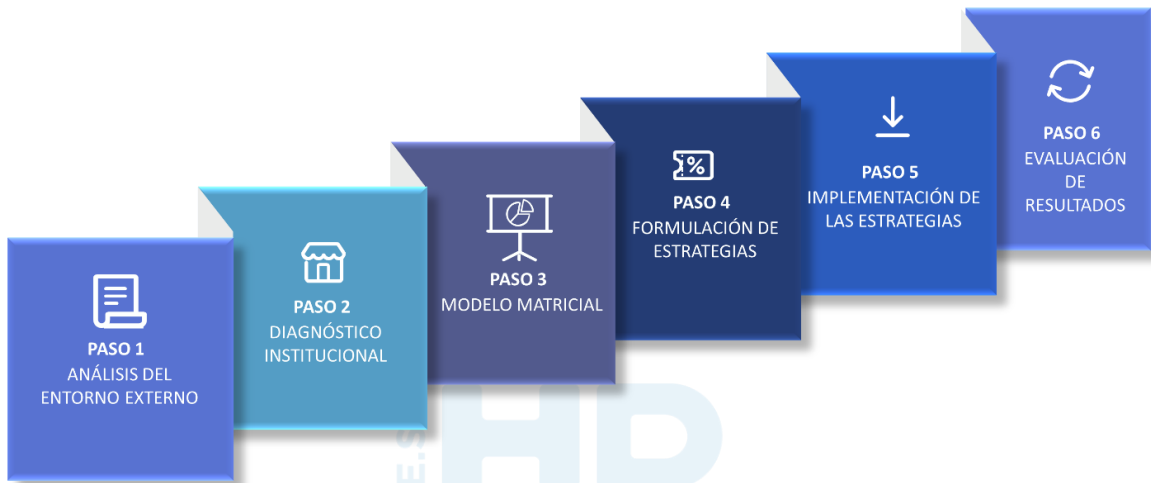 PASO 1
ANÁLISIS DEL
ENTORNO EXTERNO
PASO 2
DIAGNÓSTICO
INSTITUCIONAL
PASO 3
MODELO MATRICIAL
%
PASO 4
FORMULACIÓN DE
ESTRATEGIAS
PASO 5
IMPLEMENTACIÓN DE
LAS ESTRATEGIAS
PASO 6
EVALUACIÓN
DE
RESULTADOS
E.S
HD